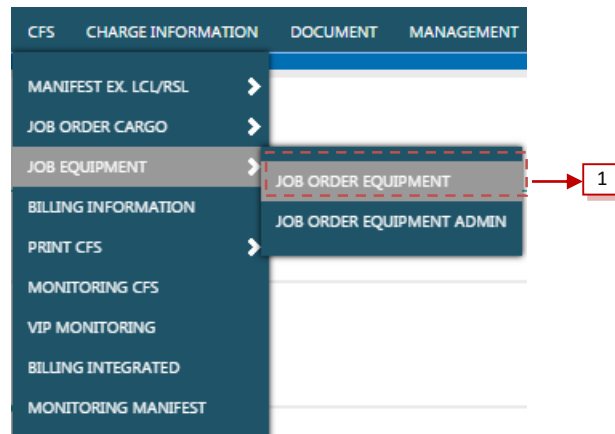 CFS CHARGE INFORMATION DOCUMENT MANAGEMENT
MANIFEST EX. LCL/RSL
JOB ORDER CARGO
JOB EQUIPMENT
JOB ORDER EQUIPMENT
1
JOB ORDER EQUIPMENT ADMIN
BILLING INFORMATION
PRINT CFS
MONITORING CFS
VIP MONITORING
BILLING INTEGRATED
MONITORING MANIFEST